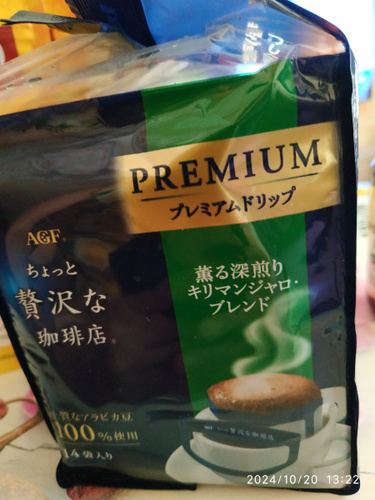 PREMIUM
プレミアムドリップ
AGF®
ちょっと
贅沢な
珈琲店®
薫る深煎り
キリマンジャロ・
ブレンド
質なアラビカ豆
100%使用
14袋入り
2024/10/20 13:22